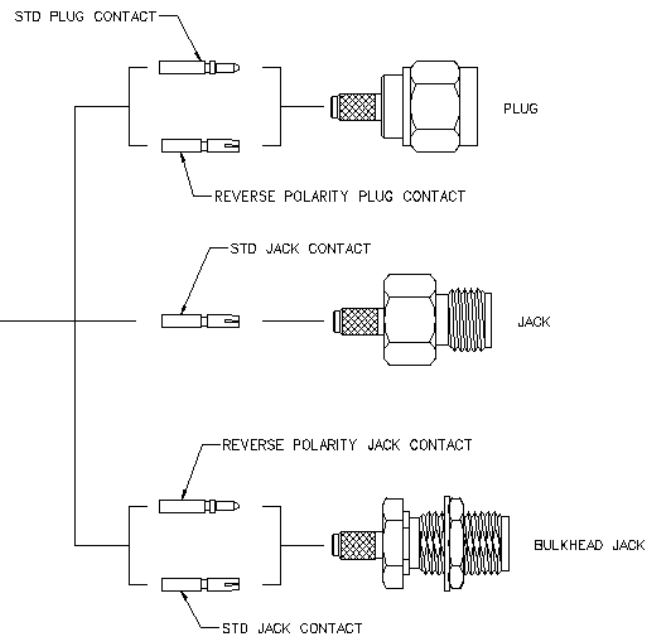 STD PLUG CONTACT
PLUG
REVERSE POLARITY PLUG CONTACT
STD JACK CONTACT
JACK
REVERSE POLARITY JACK CONTACT
BULKHEAD JACK
STD JACK CONTACT